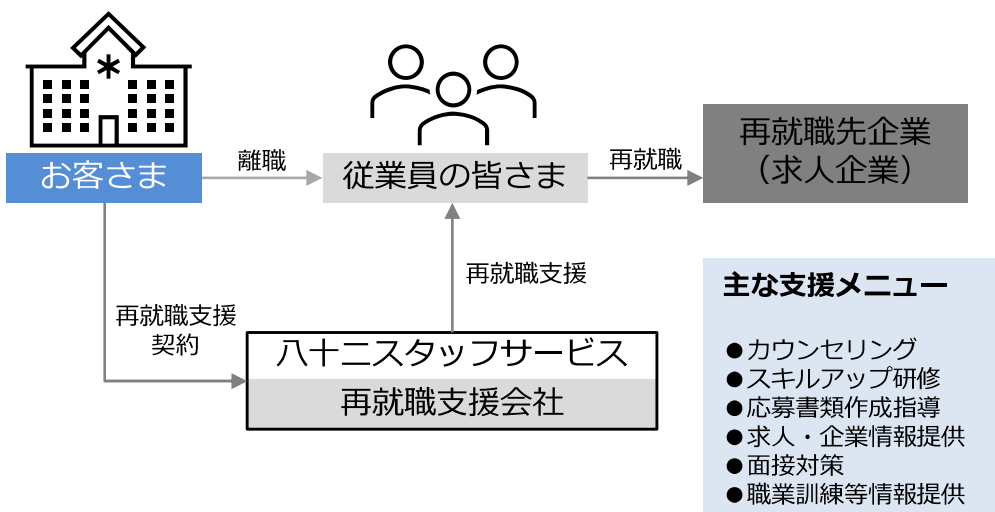 お客さま
離職
従業員の皆さま
再就職
再就職先企業
（求人企業）
再就職支援
再就職支援
契約
八十二スタッフサービス
再就職支援会社
主な支援メニュー
●カウンセリング
●スキルアップ研修
●応募書類作成指導
●求人・企業情報提供
●面接対策
●職業訓練等情報提供